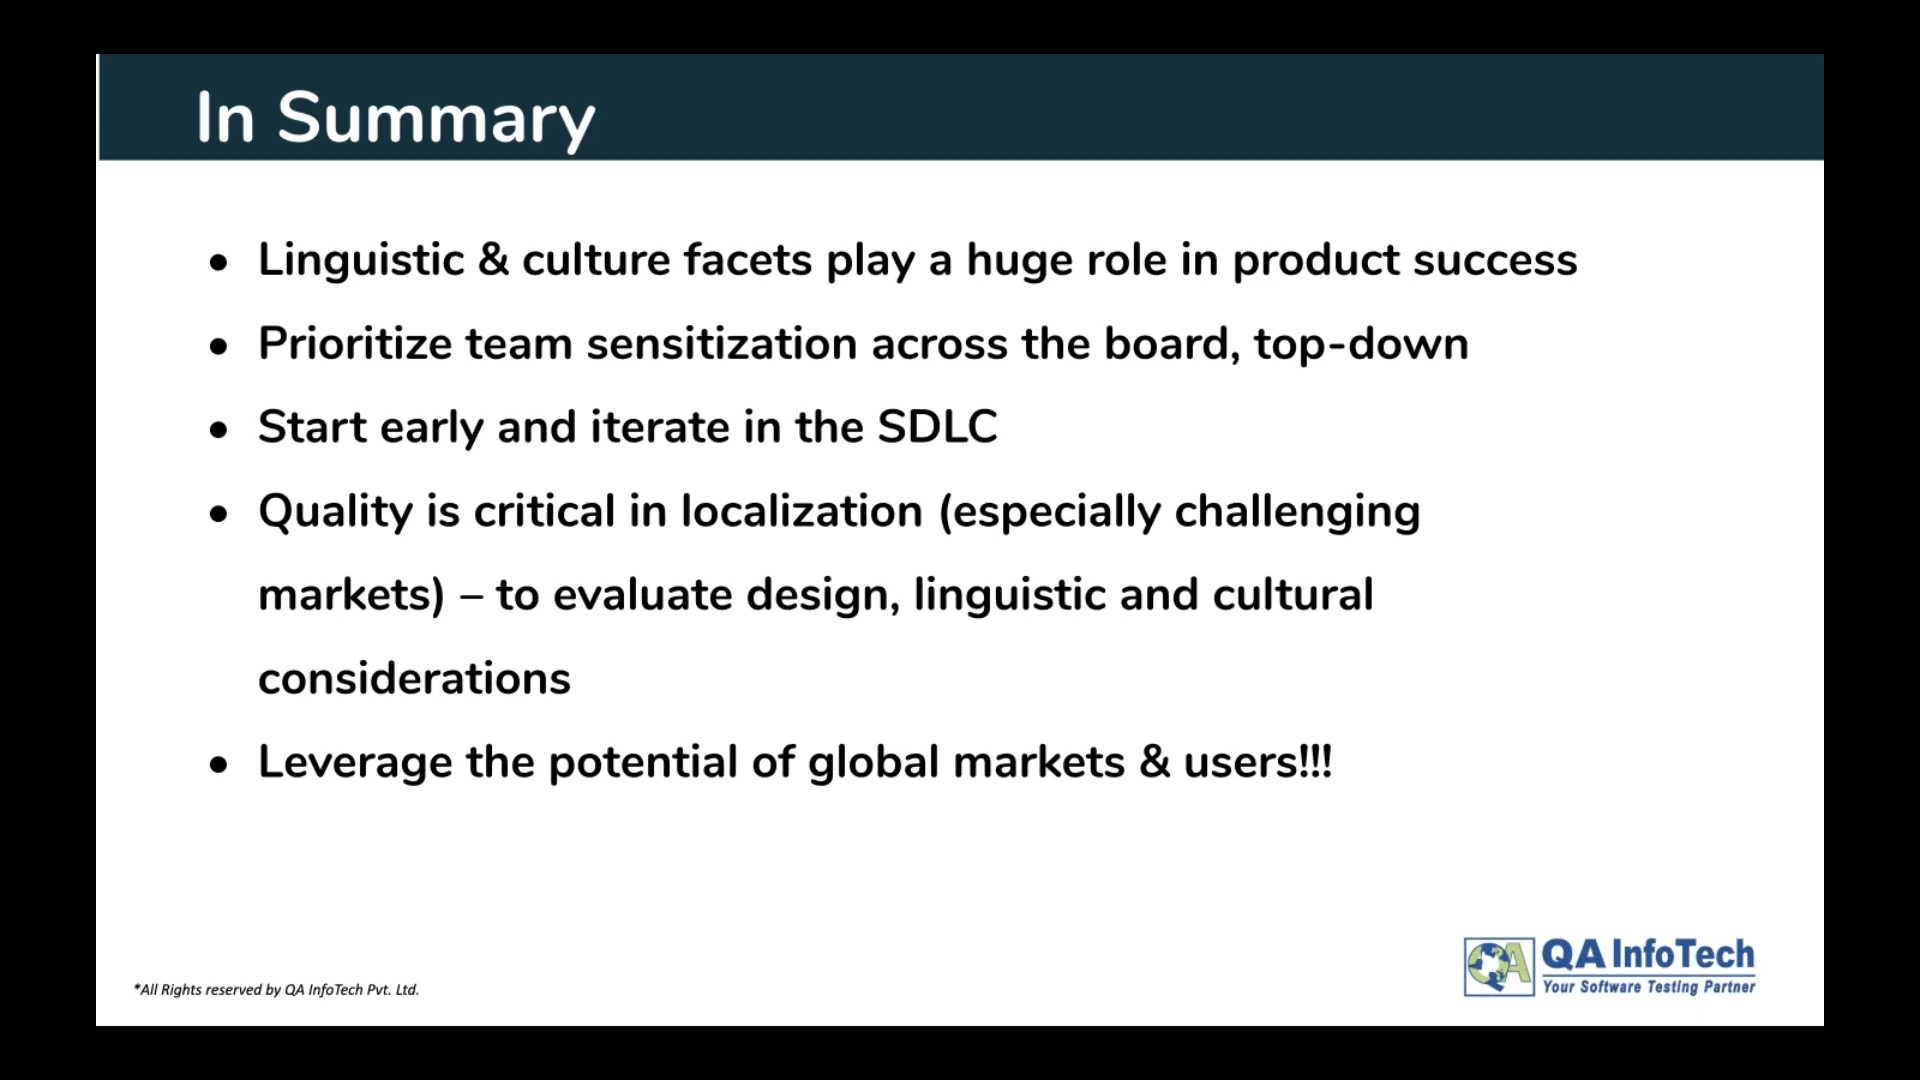 In Summary
● Linguistic & culture facets play a huge role in product success
● Prioritize team sensitization across the board, top-down
● Start early and iterate in the SDLC
● Quality is critical in localization (especially challenging
markets) – to evaluate design, linguistic and cultural
considerations
● Leverage the potential of global markets & users!!!
*All Rights reserved by QA InfoTech Pvt. Ltd.
QA
QA InfoTech
Your Software Testing Partner